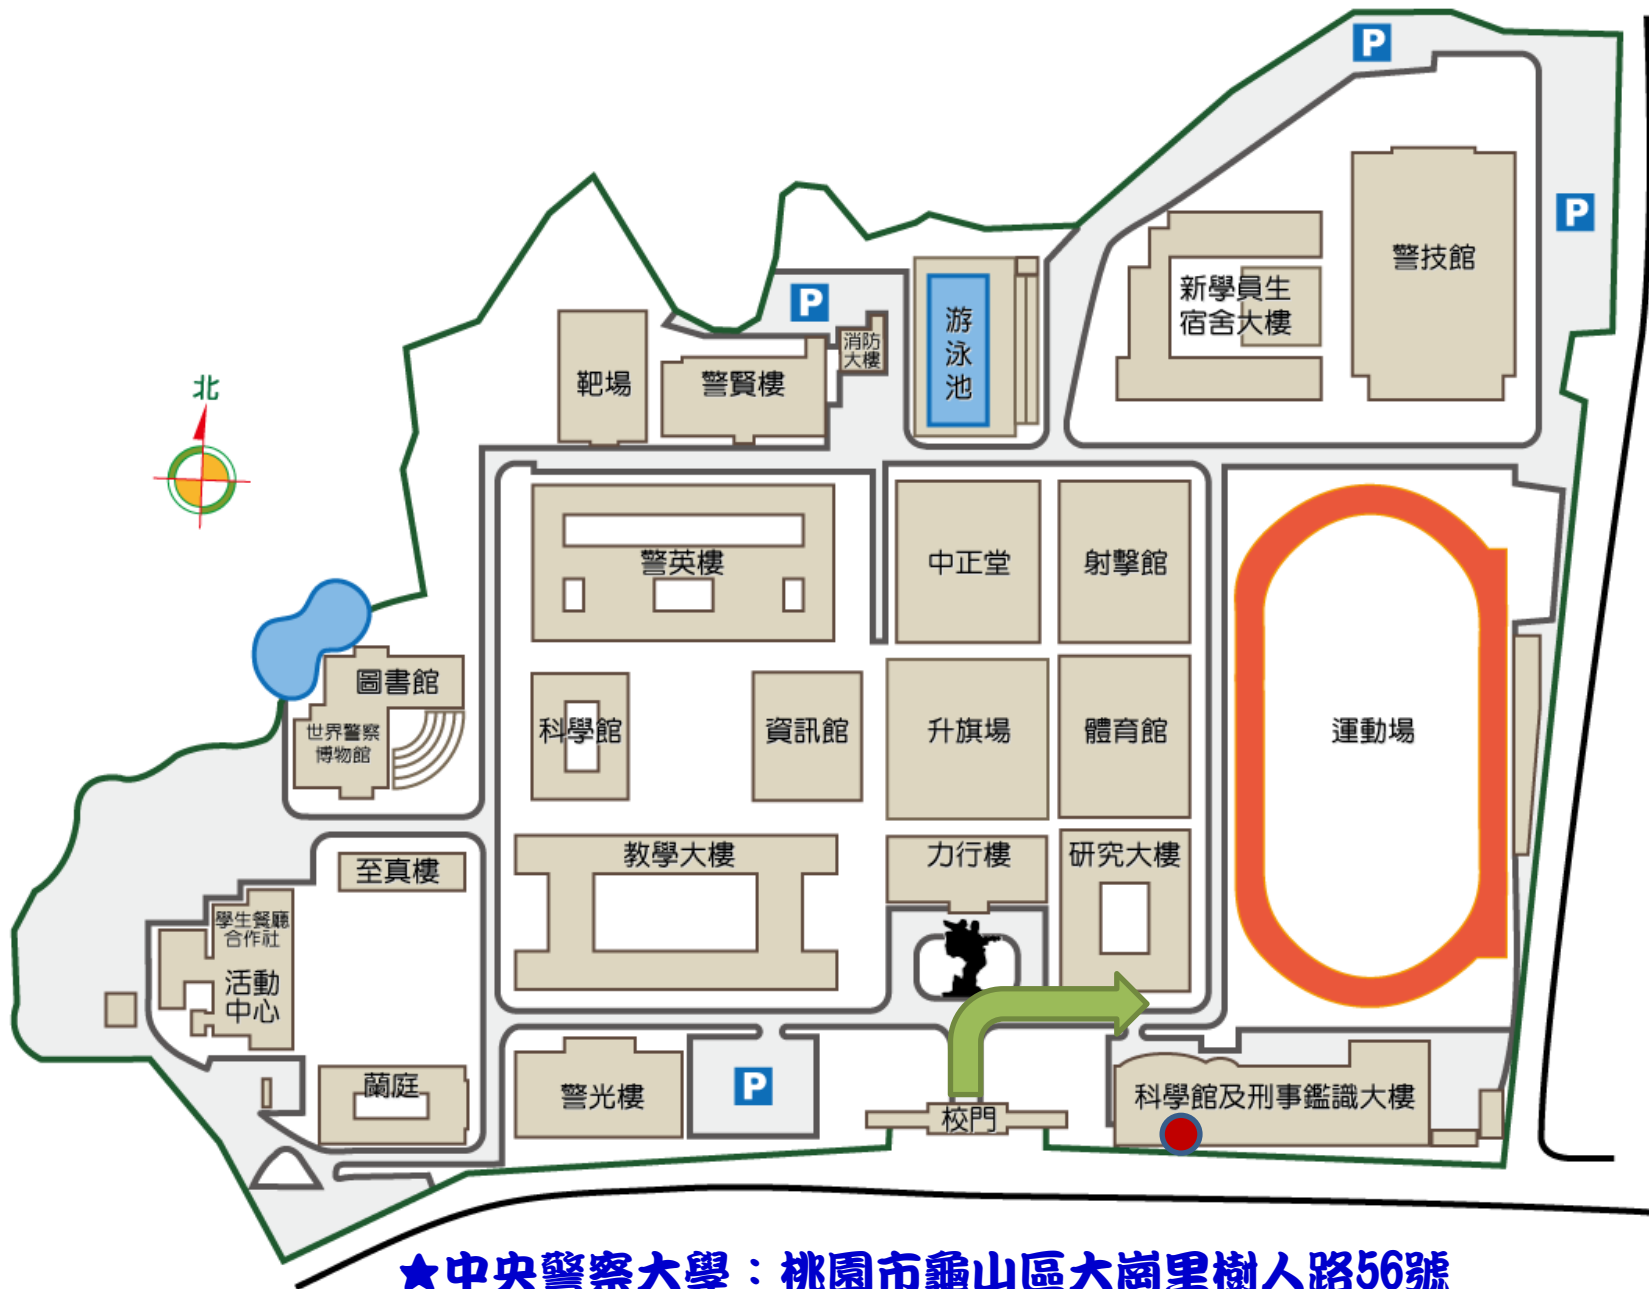 P
P
警技館
新學員生
宿舍大樓
P
消防
大樓
游
泳
池
靶場
警賢樓
北
警英樓
中正堂
射擊館
圖書館
世界警察
博物館
科學館
資訊館
升旗場
體育館
運動場
至真樓
教學大樓
力行樓
研究大樓
學生餐廳
合作社
活動
中心
蘭庭
警光樓
P
校門
科學館及刑事鑑識大樓
★中央警察大學：桃園市龜山區大崗里樹人路56號